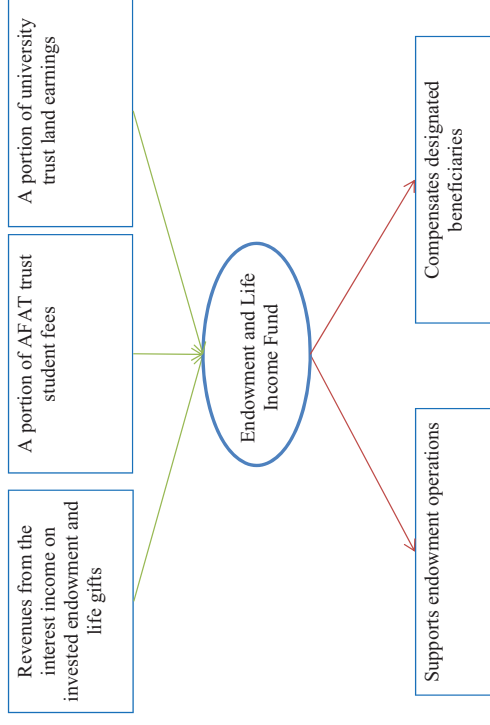 Revenues from the
interest income on
invested endowment and
life gifts
A portion of AFAT trust
student fees
A portion of university
trust land earnings
Endowment and Life
Income Fund
Supports endowment operations
Compensates designated
beneficiaries